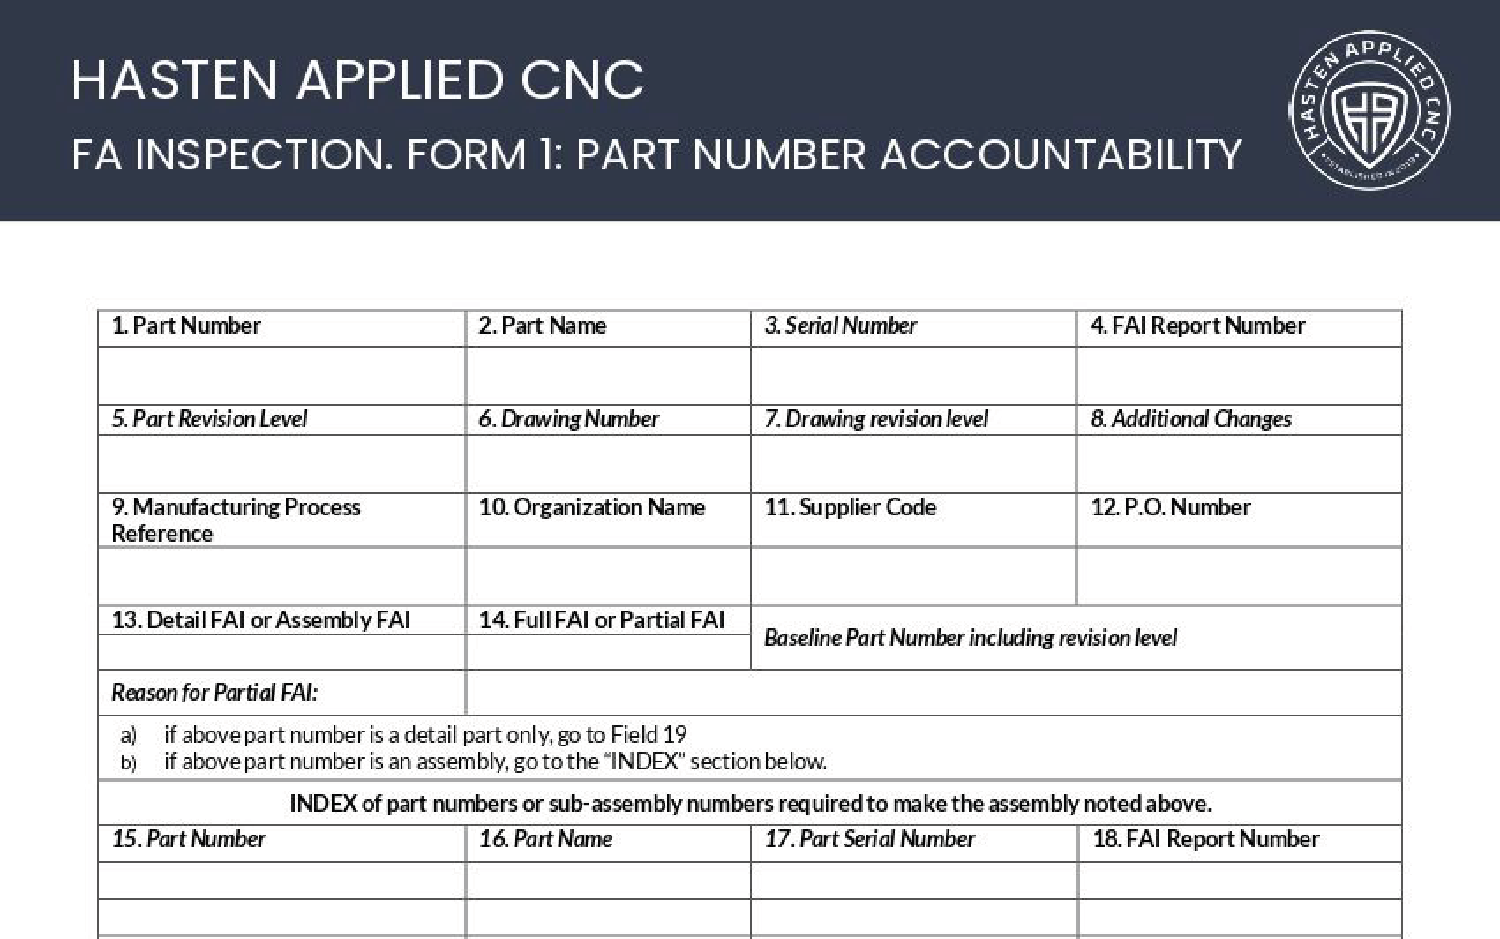 HASTEN APPLIED CNC
FA INSPECTION. FORM 1: PART NUMBER ACCOUNTABILITY
HASTEN APPLIED CNC
1. Part Number
2. Part Name
3. Serial Number
4. FAI Report Number
5. Part Revision Level
6. Drawing Number
7. Drawing revision level
8. Additional Changes
9. Manufacturing Process
Reference
10. Organization Name
11. Supplier Code
12. P.O. Number
13. Detail FAI or Assembly FAI
14. Full FAI or Partial FAI
Baseline Part Number including revision level
Reason for Partial FAI:
a) if above part number is a detail part only, go to Field 19
b) if above part number is an assembly, go to the “INDEX” section below.
INDEX of part numbers or sub-assembly numbers required to make the assembly noted above.
15. Part Number
16. Part Name
17. Part Serial Number
18. FAI Report Number